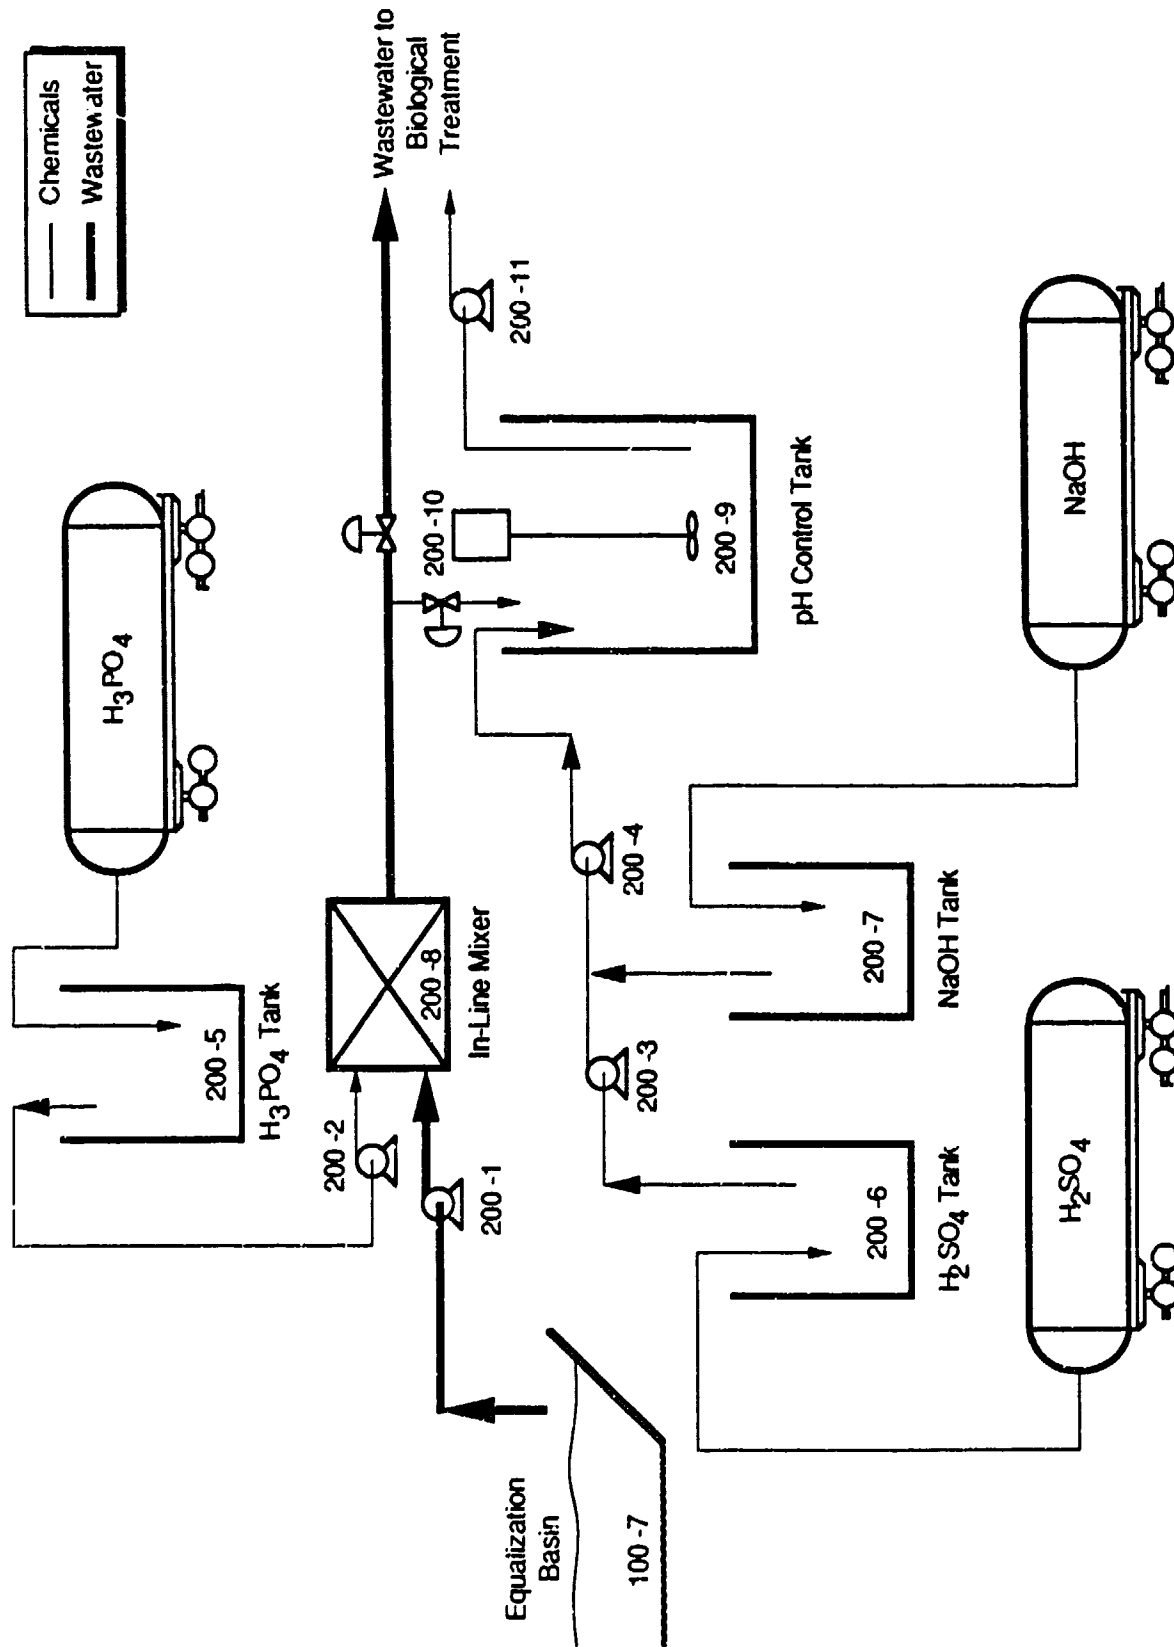 Chemicals
Wastewater
H3PO4
200 -5
H3PO4 Tank
200 -2
200 -8
In-Line Mixer
200 -1
Wastewater to
Biological
Treatment
200 -10
200 -11
200 -9
pH Control Tank
Equalization
Basin
100 -7
200 -3
200 -4
200 -6
H2SO4 Tank
200 -7
NaOH Tank
H2SO4
NaOH